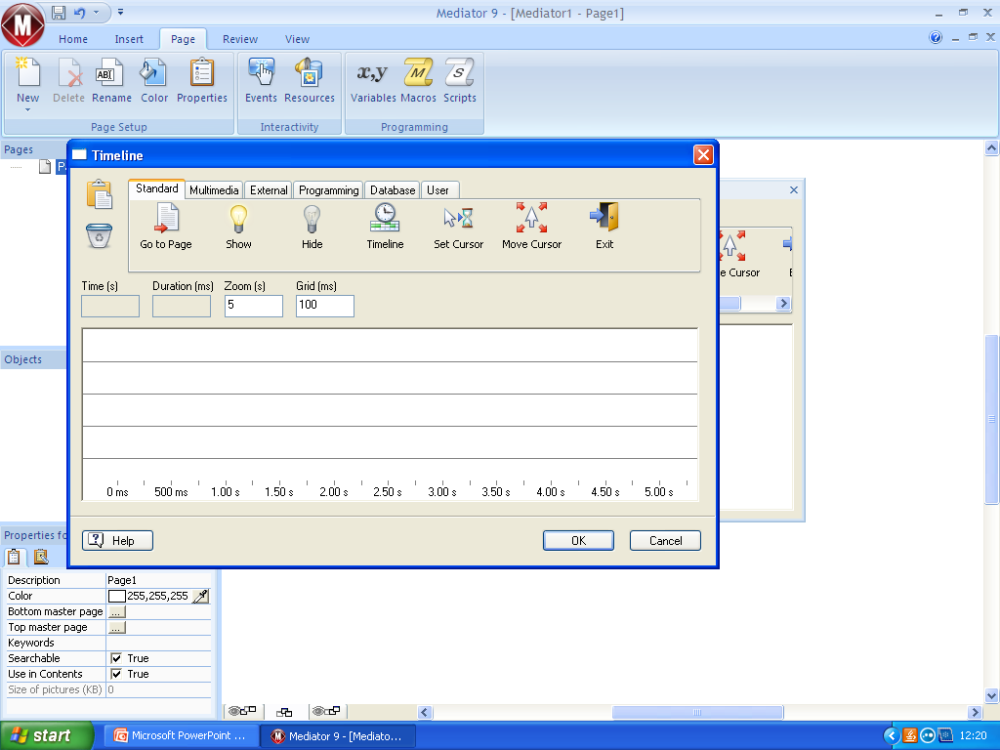 Mediator 9 - [Mediator1 - Page1]
Home Insert Page Review View
New Delete Rename Color Properties Events Resources Variables Macros Scripts
Page Setup Interactivity Programming
Pages
Timeline
Standard Multimedia External Programming Database User
Go to Page Show Hide Timeline Set Cursor Move Cursor Exit
e Cursor
Time (s) Duration (ms) Zoom (s) Grid (ms)
5 100
Objects
0 ms 500 ms 1.00 s 1.50 s 2.00 s 2.50 s 3.00 s 3.50 s 4.00 s 4.50 s 5.00 s
Properties fo
Help OK Cancel
Description Page1
Color 255,255,255
Bottom master page ...
Top master page ...
Keywords
Searchable True
Use in Contents True
Size of pictures (KB) 0
start Microsoft PowerPoint ... Mediator 9 - [Mediato... 12:20